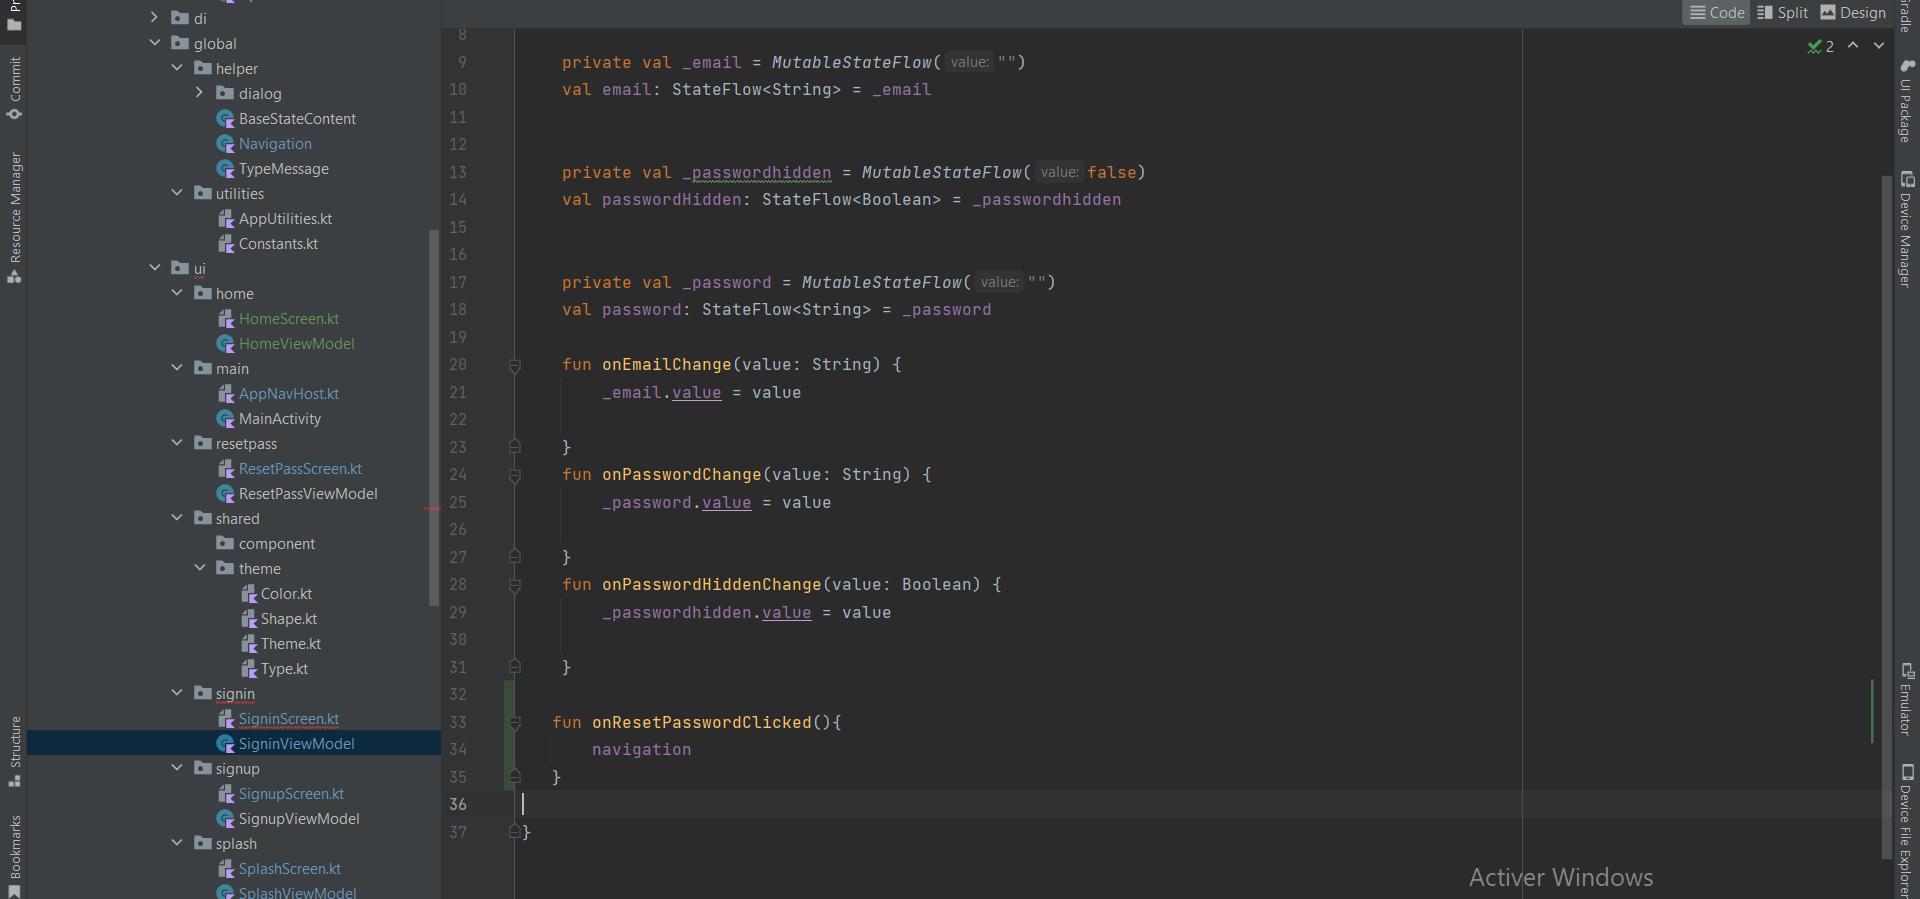 di
global
helper
dialog
BaseStateContent
Navigation
TypeMessage
utilities
AppUtilities.kt
Constants.kt
ui
home
HomeScreen.kt
HomeViewModel
main
AppNavHost.kt
MainActivity
resetpass
ResetPassScreen.kt
ResetPassViewModel
shared
component
theme
Color.kt
Shape.kt
Theme.kt
Type.kt
signin
SigninScreen.kt
SigninViewModel
signup
SignupScreen.kt
SignupViewModel
splash
SplashScreen.kt
SplashViewModel
Commit
Resource Manager
Structure
Bookmarks
Code Split Design
2
8
9 private val _email = MutableStateFlow( value: "")
10 val email: StateFlow<String> = _email
11
12
13 private val _passwordhidden = MutableStateFlow( value: false)
14 val passwordHidden: StateFlow<Boolean> = _passwordhidden
15
16
17 private val _password = MutableStateFlow( value: "")
18 val password: StateFlow<String> = _password
19
20 fun onEmailChange(value: String) {
21 _email.value = value
22
23 }
24 fun onPasswordChange(value: String) {
25 _password.value = value
26
27 }
28 fun onPasswordHiddenChange(value: Boolean) {
29 _passwordhidden.value = value
30
31 }
32
33 fun onResetPasswordClicked(){
34 navigation
35 }
36
37 }
Activer Windows
UI Package
Device Manager
Emulator
Device File Explorer